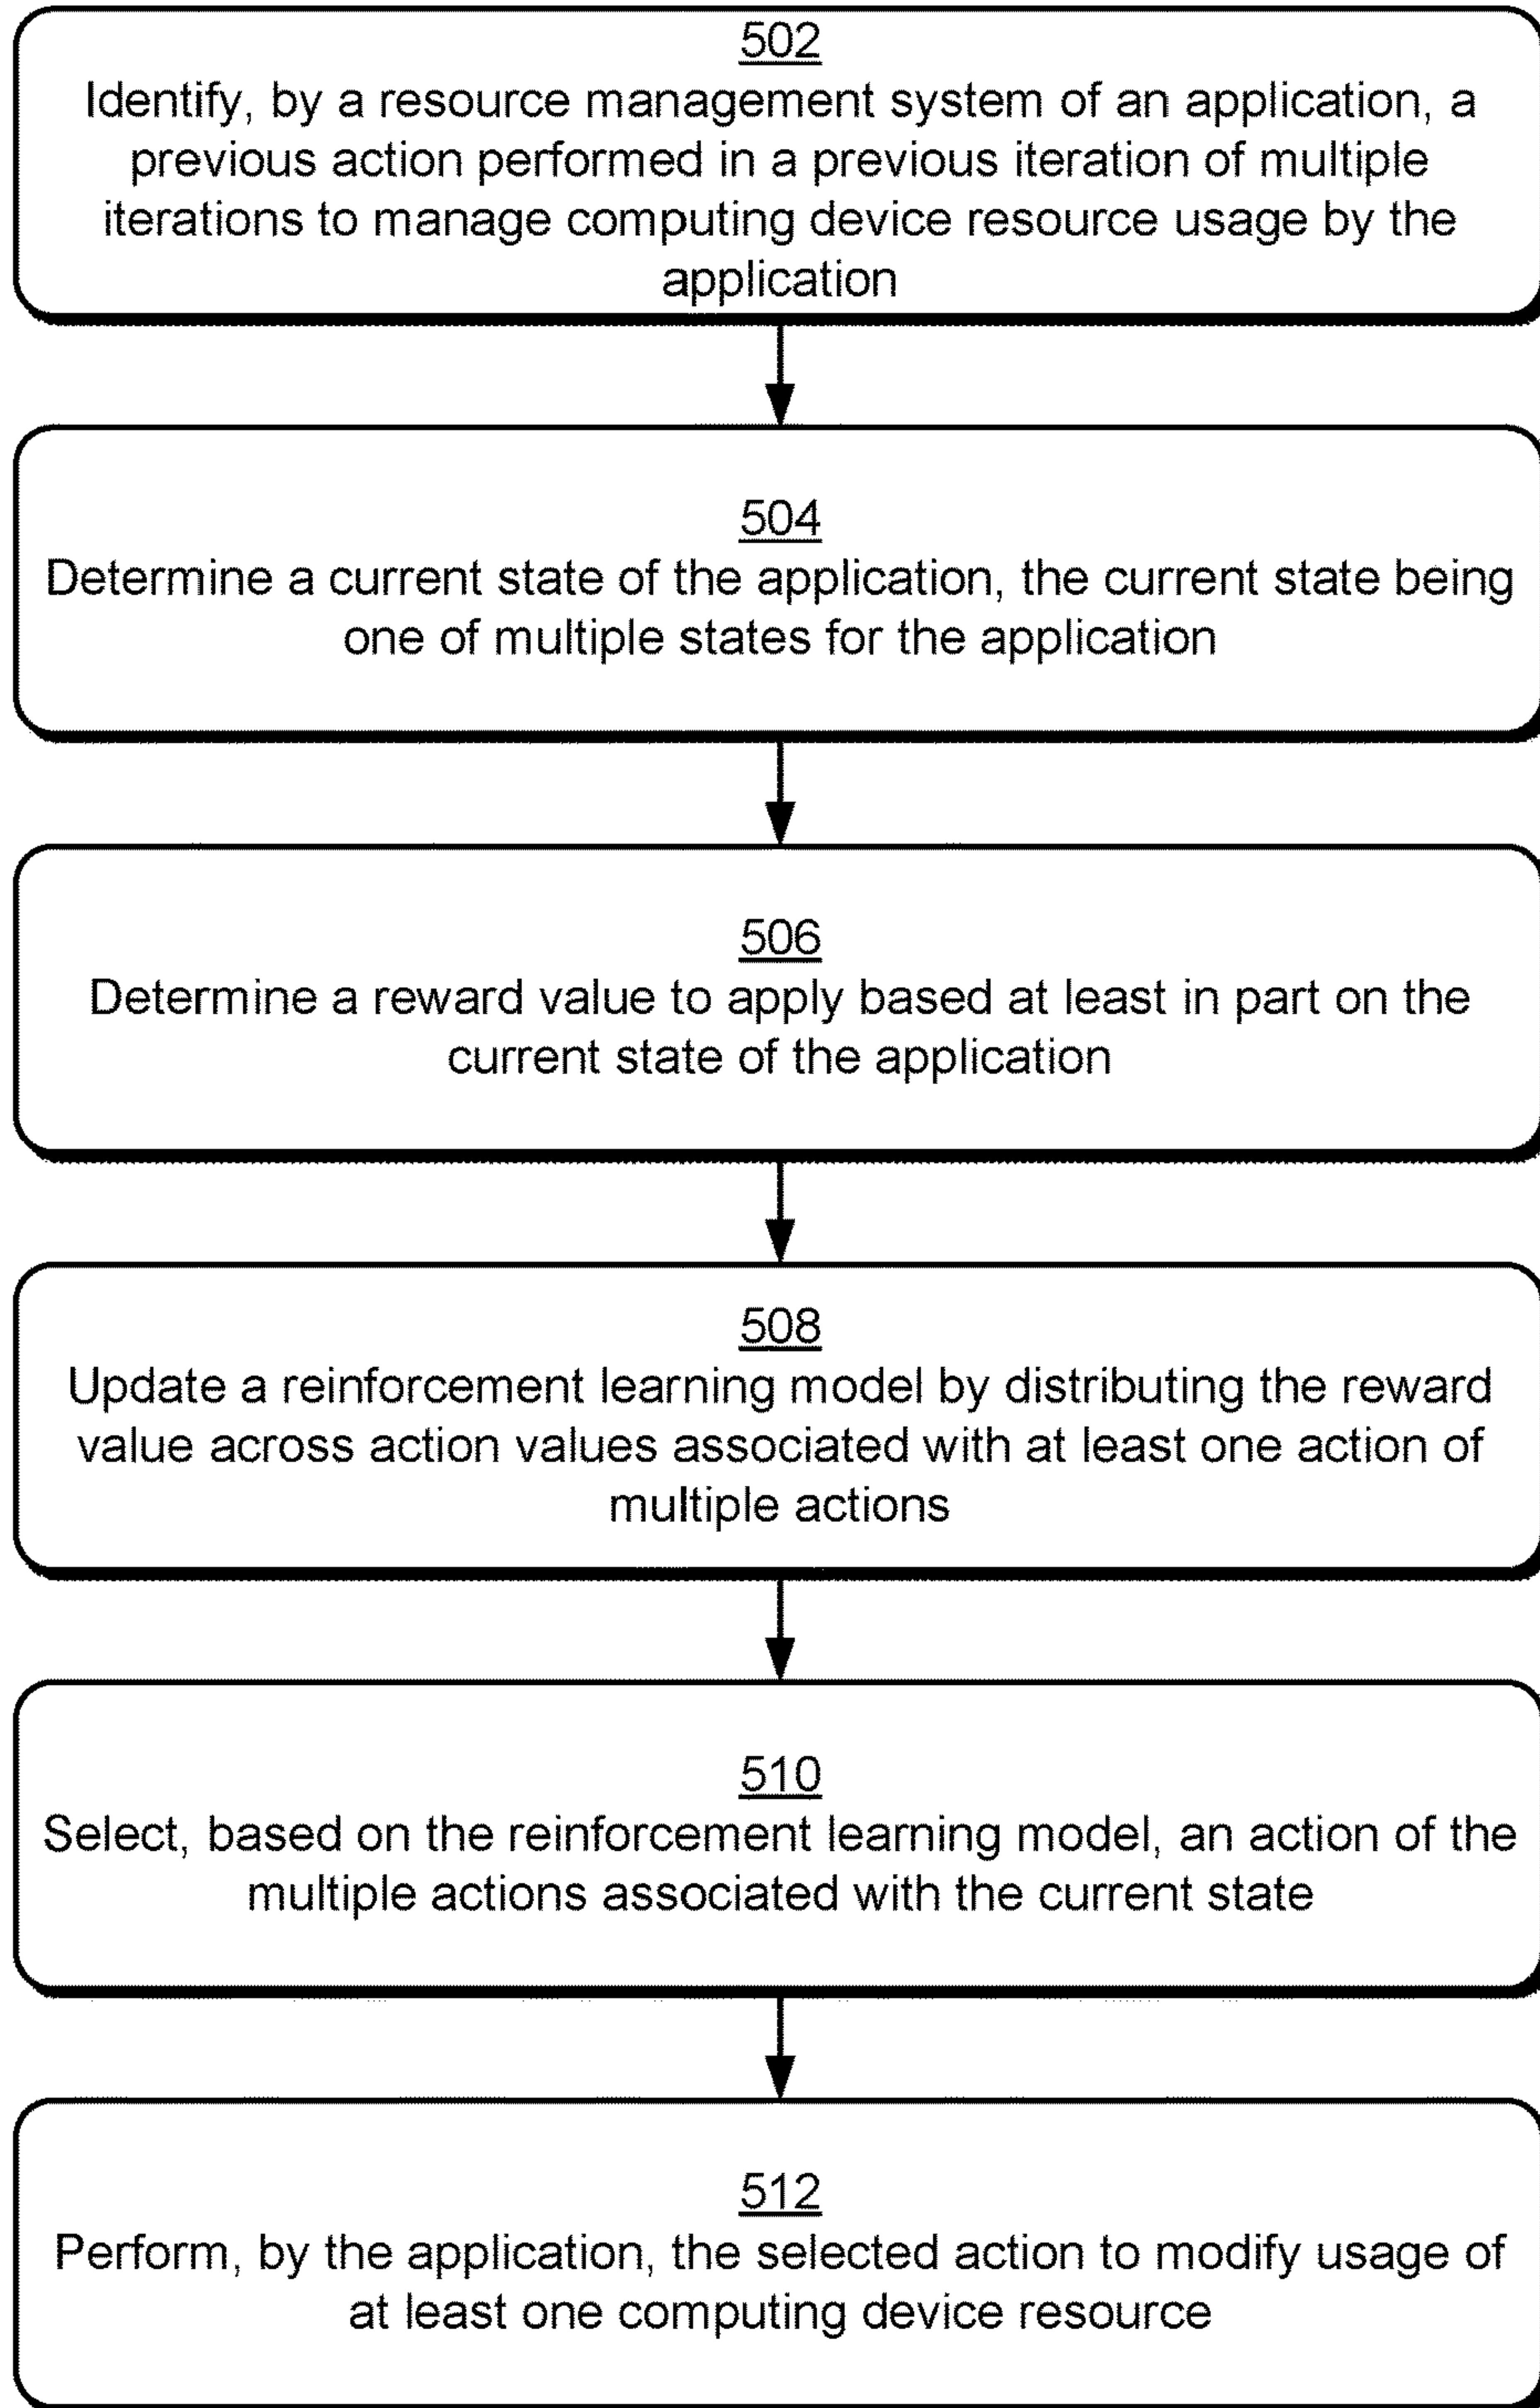 502
Identify, by a resource management system of an application, a
previous action performed in a previous iteration of multiple
iterations to manage computing device resource usage by the
application
504
Determine a current state of the application, the current state being
one of multiple states for the application
506
Determine a reward value to apply based at least in part on the
current state of the application
508
Update a reinforcement learning model by distributing the reward
value across action values associated with at least one action of
multiple actions
510
Select, based on the reinforcement learning model, an action of the
multiple actions associated with the current state
512
Perform, by the application, the selected action to modify usage of
at least one computing device resource